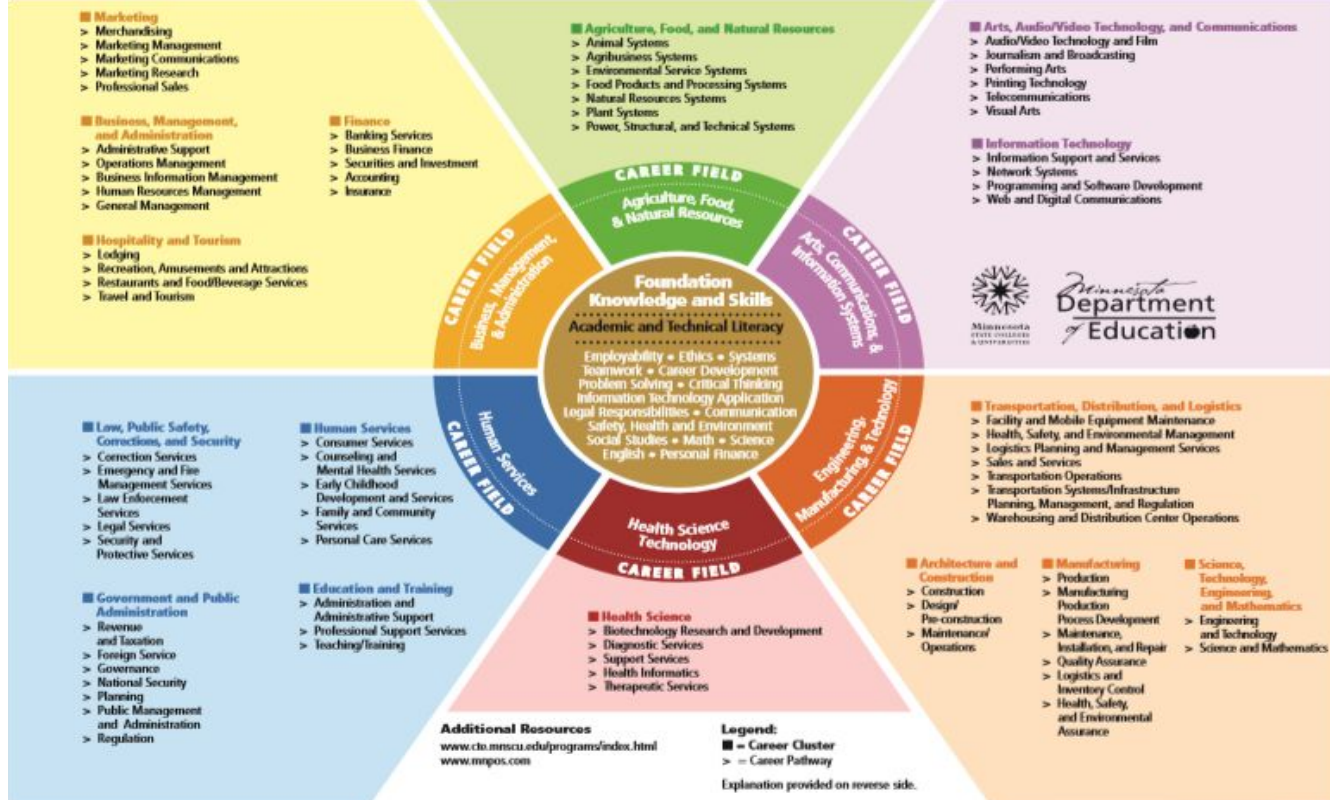 ■ Marketing
> Merchandising
> Marketing Management
> Marketing Communications
> Marketing Research
> Professional Sales
■ Business, Management,
and Administration
> Administrative Support
> Operations Management
> Business Information Management
> Human Resources Management
> General Management
■ Finance
> Banking Services
> Business Finance
> Securities and Investment
> Accounting
> Insurance
■ Hospitality and Tourism
> Lodging
> Recreation, Amusements and Attractions
> Restaurants and Food/Beverage Services
> Travel and Tourism
■ Agriculture, Food, and Natural Resources
> Animal Systems
> Agribusiness Systems
> Environmental Service Systems
> Food Products and Processing Systems
> Natural Resources Systems
> Plant Systems
> Power, Structural, and Technical Systems
■ Arts, Audio/Video Technology, and Communications
> Audio/Video Technology and Film
> Journalism and Broadcasting
> Performing Arts
> Printing Technology
> Telecommunications
> Visual Arts
■ Information Technology
> Information Support and Services
> Network Systems
> Programming and Software Development
> Web and Digital Communications
Minnesota
STATE COLLEGES
& UNIVERSITIES
Minnesota
Department
of Education
CAREER FIELD
Agriculture, Food,
& Natural Resources
CAREER FIELD
Business, Management,
& Administration
CAREER FIELD
Arts, Communications, &
Information Systems
Foundation
Knowledge and Skills
Academic and Technical Literacy
Employability • Ethics • Systems
Teamwork • Career Development
Problem Solving • Critical Thinking
Information Technology Application
Legal Responsibilities • Communication
Safety, Health and Environment
Social Studies • Math • Science
English • Personal Finance
Human Services
CAREER FIELD
Engineering,
Manufacturing, & Technology
CAREER FIELD
Health Science
Technology
CAREER FIELD
■ Law, Public Safety,
Corrections, and Security
> Correction Services
> Emergency and Fire
Management Services
> Law Enforcement
Services
> Legal Services
> Security and
Protective Services
■ Human Services
> Consumer Services
> Counseling and
Mental Health Services
> Early Childhood
Development and Services
> Family and Community
Services
> Personal Care Services
■ Government and Public
Administration
> Revenue
and Taxation
> Foreign Service
> Governance
> National Security
> Planning
> Public Management
and Administration
> Regulation
■ Education and Training
> Administration and
Administrative Support
> Professional Support Services
> Teaching/Training
■ Health Science
> Biotechnology Research and Development
> Diagnostic Services
> Support Services
> Health Informatics
> Therapeutic Services
■ Transportation, Distribution, and Logistics
> Facility and Mobile Equipment Maintenance
> Health, Safety, and Environmental Management
> Logistics Planning and Management Services
> Sales and Services
> Transportation Operations
> Transportation Systems/Infrastructure
Planning, Management, and Regulation
> Warehousing and Distribution Center Operations
■ Architecture and
Construction
> Construction
> Design/
Pre-construction
> Maintenance/
Operations
■ Manufacturing
> Production
> Manufacturing
Production
Process Development
> Maintenance,
Installation, and Repair
> Quality Assurance
> Logistics and
Inventory Control
> Health, Safety,
and Environmental
Assurance
■ Science,
Technology,
Engineering,
and Mathematics
> Engineering
and Technology
> Science and Mathematics
Additional Resources
www.cte.mnscu.edu/programs/index.html
www.mnpos.com
Legend:
■ = Career Cluster
> = Career Pathway
Explanation provided on reverse side.